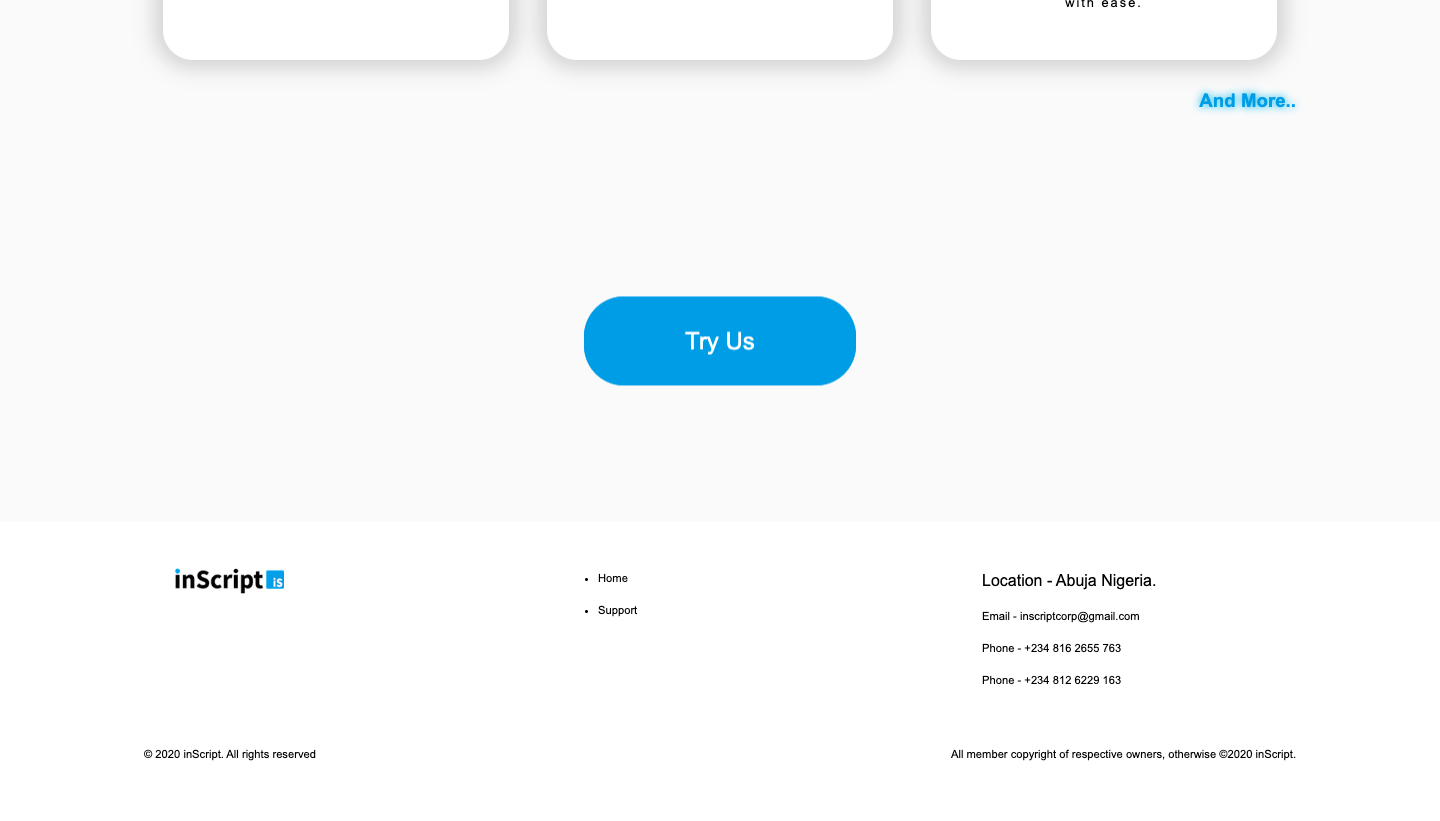 with ease.
And More..
Try Us
inScript is
Home
Support
Location - Abuja Nigeria.
Email - inscriptcorp@gmail.com
Phone - +234 816 2655 763
Phone - +234 812 6229 163
© 2020 inScript. All rights reserved
All member copyright of respective owners, otherwise ©2020 inScript.